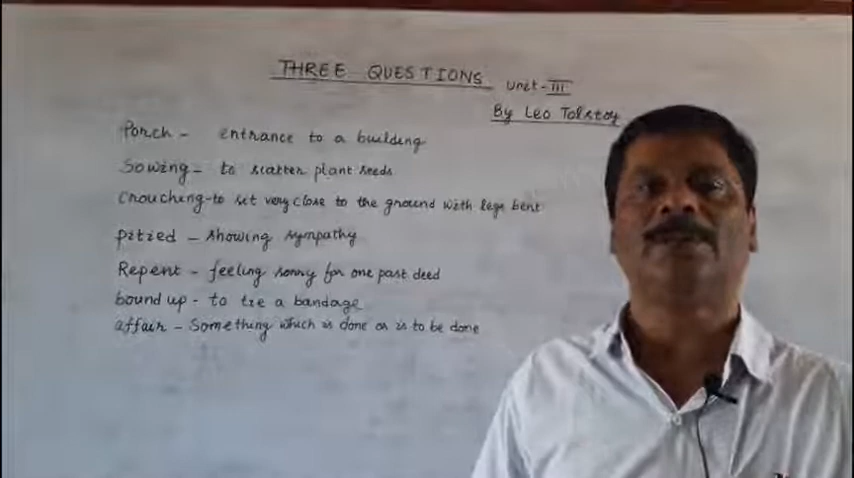 THREE QUESTIONS Unit-III
By Leo Tolstoy
Porch - entrance to a building
Sowing - to scatter plant seeds
Crouching - to sit very close to the ground with legs bent
pitied - showing sympathy
Repent - feeling sorry for one past deed
bound up - to tie a bandage
affair - Something which is done or is to be done